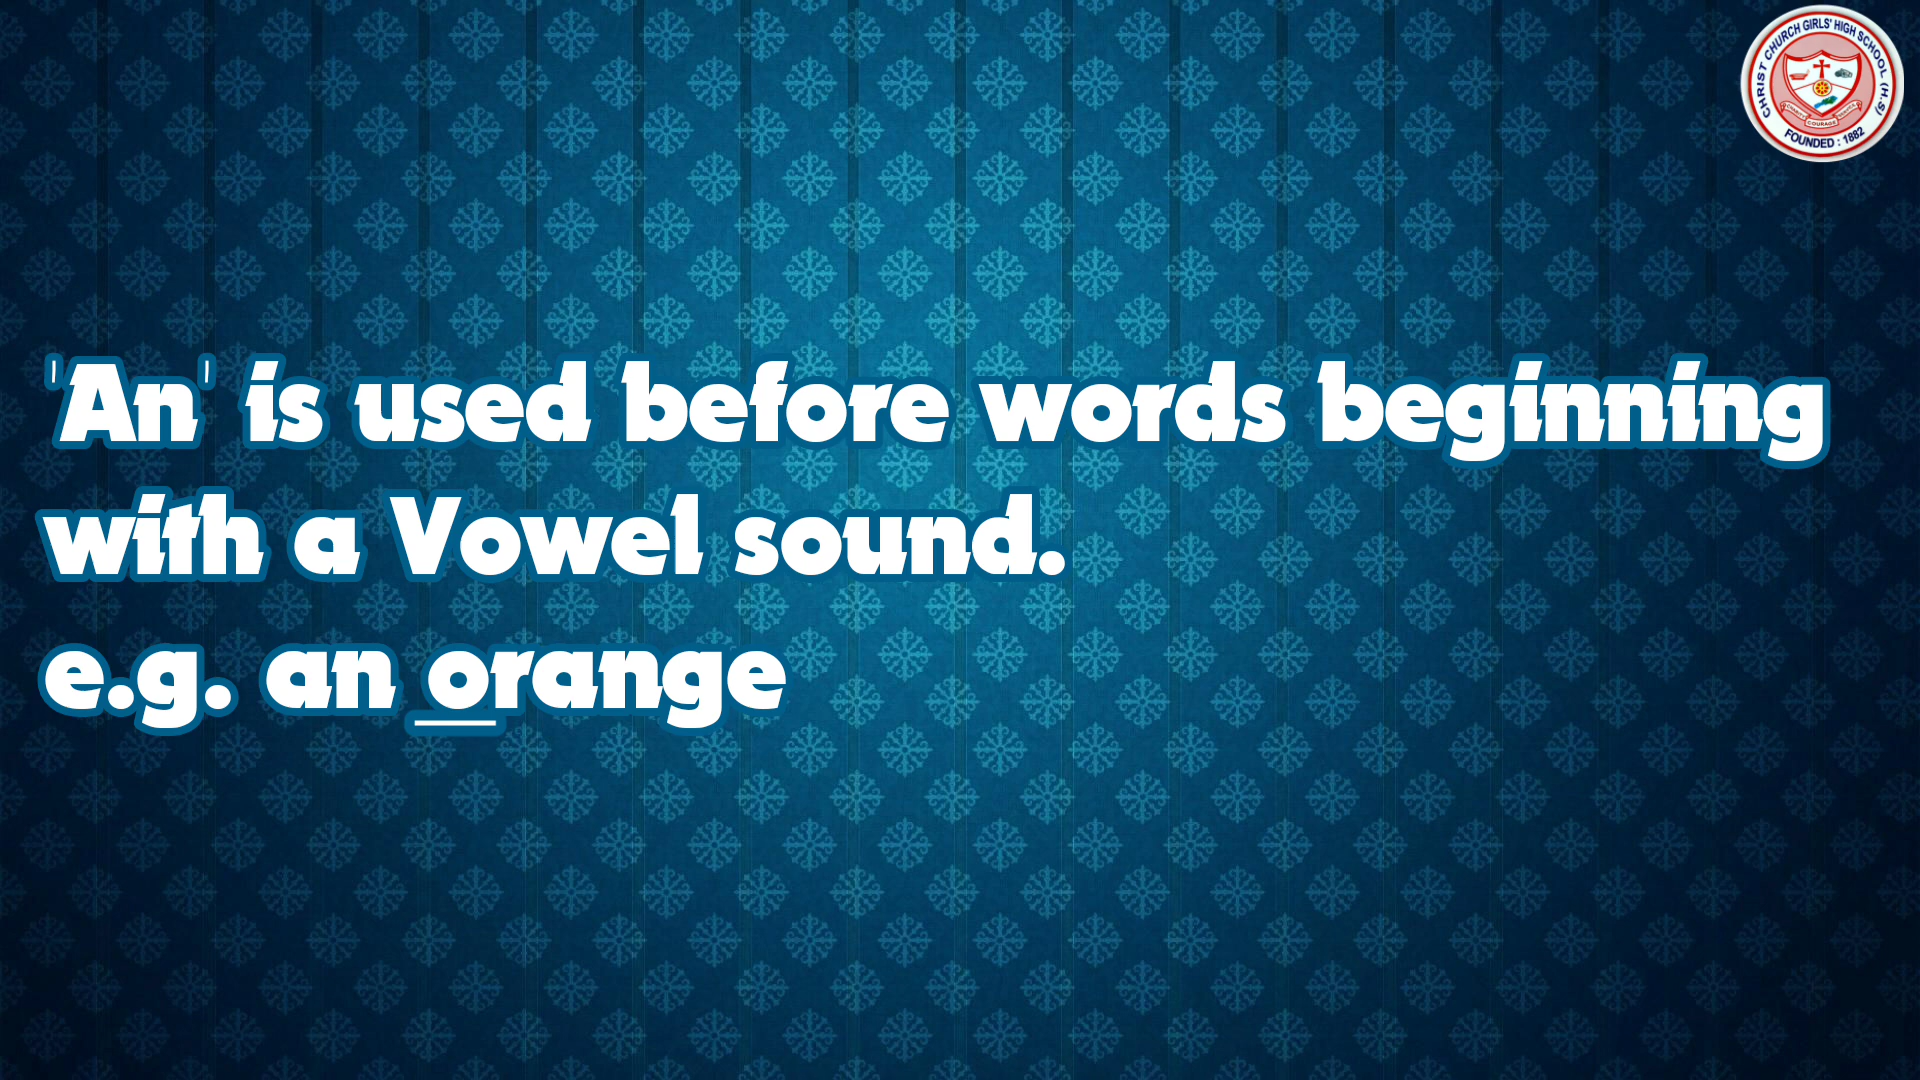 'An' is used before words beginning
with a Vowel sound.
e.g. an orange
CHRIST CHURCH GIRLS' HIGH SCHOOL (H.S)
COURAGE
FOUNDED : 1882